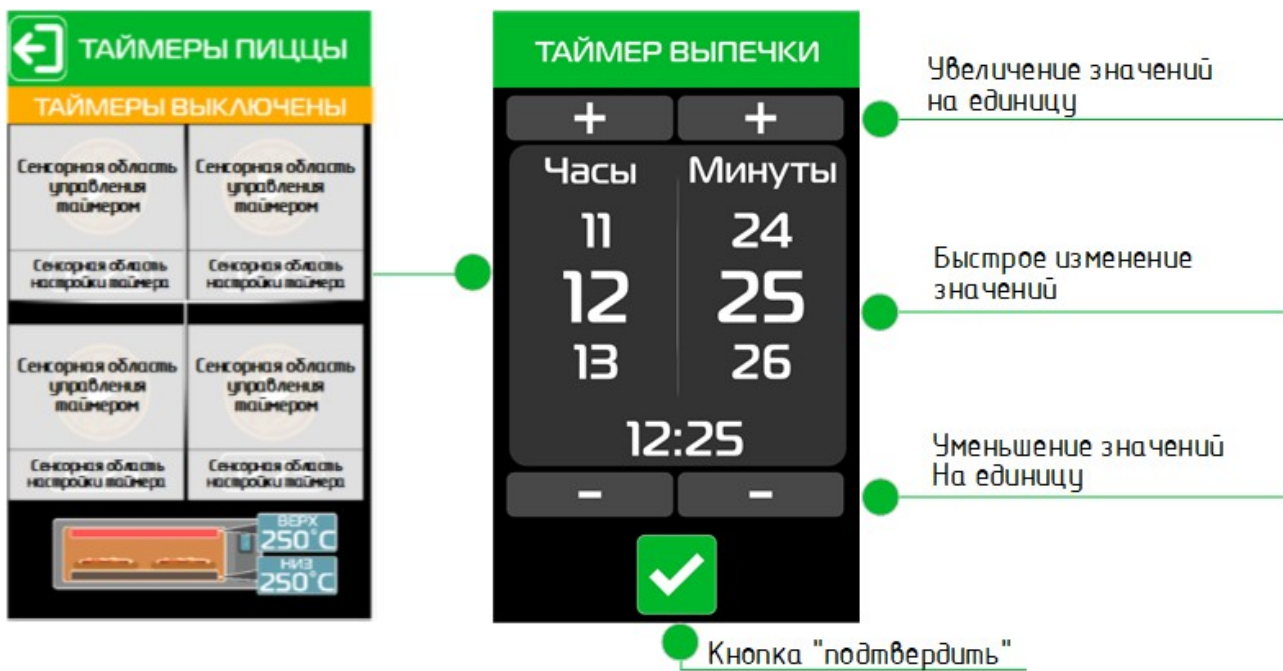 ТАЙМЕРЫ ПИЦЦЫ
ТАЙМЕРЫ ВЫКЛЮЧЕНЫ
Сенсорная область
управления
таймером
Сенсорная область
управления
таймером
Сенсорная область
настройки таймера
Сенсорная область
настройки таймера
Сенсорная область
управления
таймером
Сенсорная область
управления
таймером
Сенсорная область
настройки таймера
Сенсорная область
настройки таймера
ВЕРХ
250°C
НИЗ
250°C
ТАЙМЕР ВЫПЕЧКИ
+ +
Часы Минуты
11 24
12 25
13 26
12:25
- -
Увеличение значений
на единицу
Быстрое изменение
значений
Уменьшение значений
На единицу
Кнопка "подтвердить"